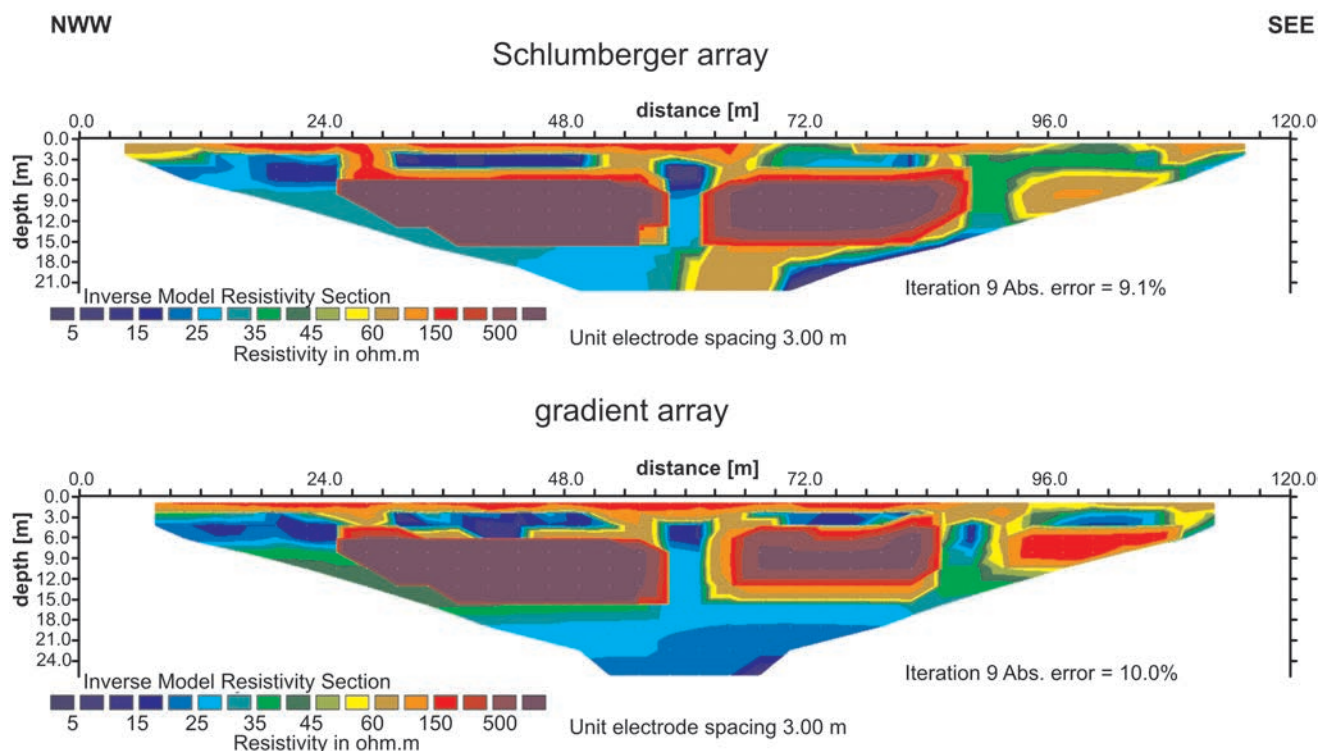 NWW SEE
Schlumberger array
distance [m]
0.0 24.0 48.0 72.0 96.0 120.0
depth [m]
0.0
3.0
6.0
9.0
12.0
15.0
18.0
21.0
Iteration 9 Abs. error = 9.1%
Inverse Model Resistivity Section
5 15 25 35 45 60 150 500
Unit electrode spacing 3.00 m
Resistivity in ohm.m
gradient array
distance [m]
0.0 24.0 48.0 72.0 96.0 120.0
depth [m]
0.0
3.0
6.0
9.0
12.0
15.0
18.0
21.0
24.0
Iteration 9 Abs. error = 10.0%
Inverse Model Resistivity Section
5 15 25 35 45 60 150 500
Unit electrode spacing 3.00 m
Resistivity in ohm.m